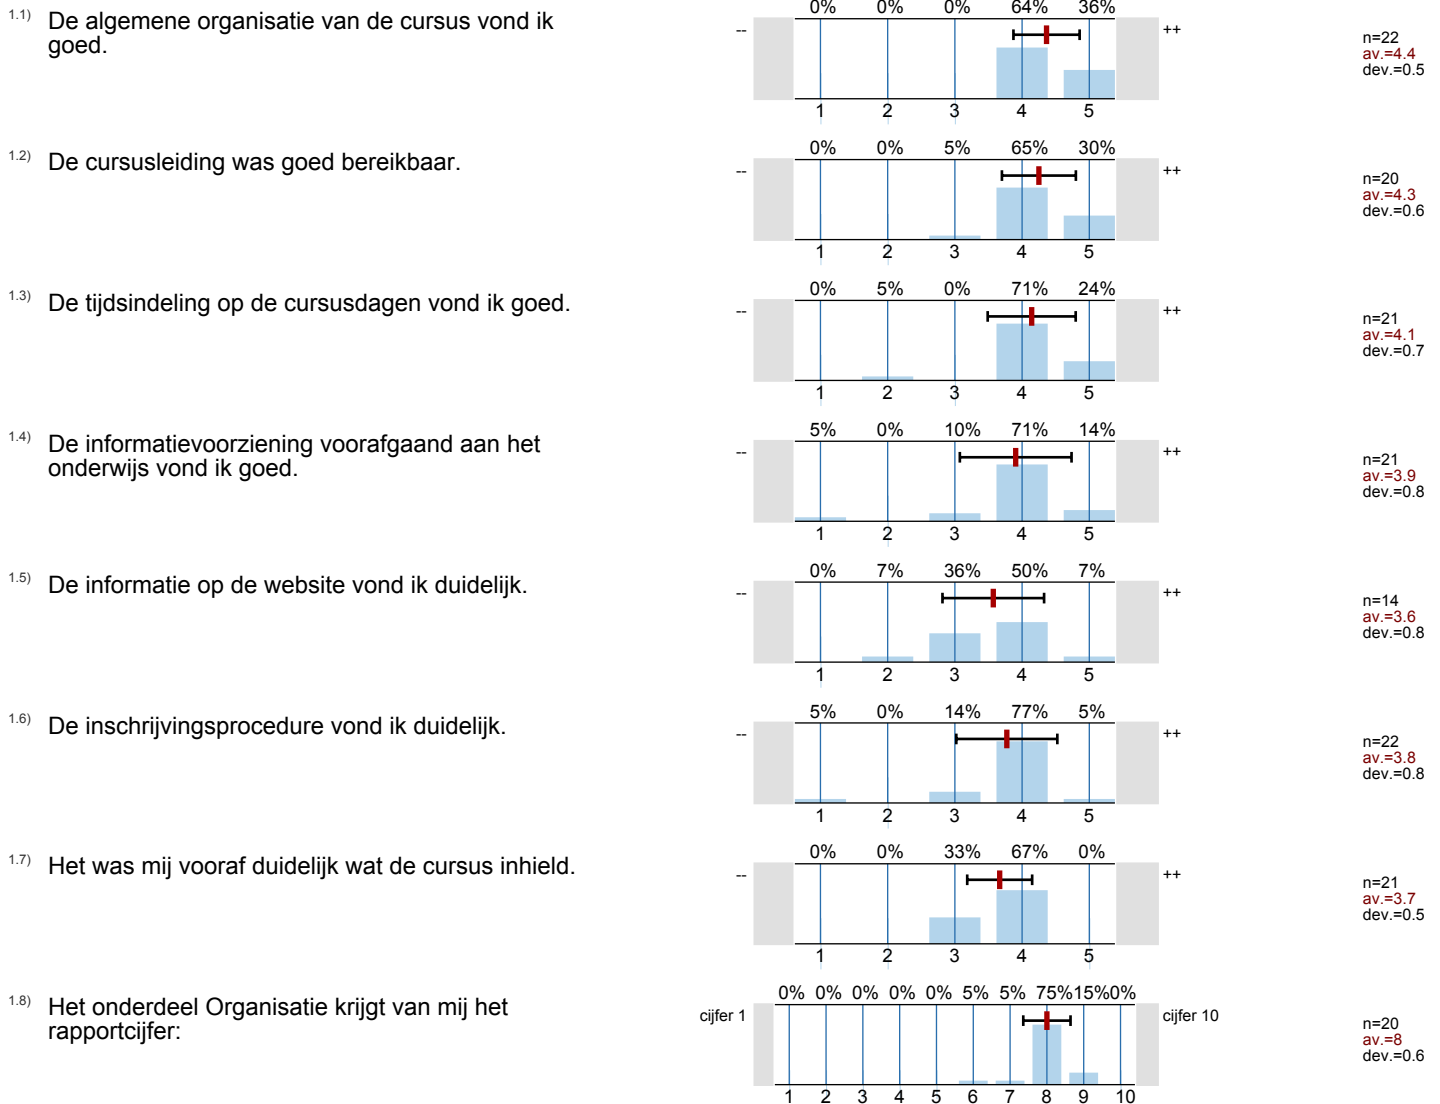 1.1) De algemene organisatie van de cursus vond ik
goed.
0% 0% 0% 64% 36%
-- ++
1 2 3 4 5
n=22
av.=4.4
dev.=0.5
1.2) De cursusleiding was goed bereikbaar.
0% 0% 5% 65% 30%
-- ++
1 2 3 4 5
n=20
av.=4.3
dev.=0.6
1.3) De tijdsindeling op de cursusdagen vond ik goed.
0% 5% 0% 71% 24%
-- ++
1 2 3 4 5
n=21
av.=4.1
dev.=0.7
1.4) De informatievoorziening voorafgaand aan het
onderwijs vond ik goed.
5% 0% 10% 71% 14%
-- ++
1 2 3 4 5
n=21
av.=3.9
dev.=0.8
1.5) De informatie op de website vond ik duidelijk.
0% 7% 36% 50% 7%
-- ++
1 2 3 4 5
n=14
av.=3.6
dev.=0.8
1.6) De inschrijvingsprocedure vond ik duidelijk.
5% 0% 14% 77% 5%
-- ++
1 2 3 4 5
n=22
av.=3.8
dev.=0.8
1.7) Het was mij vooraf duidelijk wat de cursus inhield.
0% 0% 33% 67% 0%
-- ++
1 2 3 4 5
n=21
av.=3.7
dev.=0.5
1.8) Het onderdeel Organisatie krijgt van mij het
rapportcijfer:
0% 0% 0% 0% 0% 5% 5% 75% 15% 0%
cijfer 1 cijfer 10
1 2 3 4 5 6 7 8 9 10
n=20
av.=8
dev.=0.6